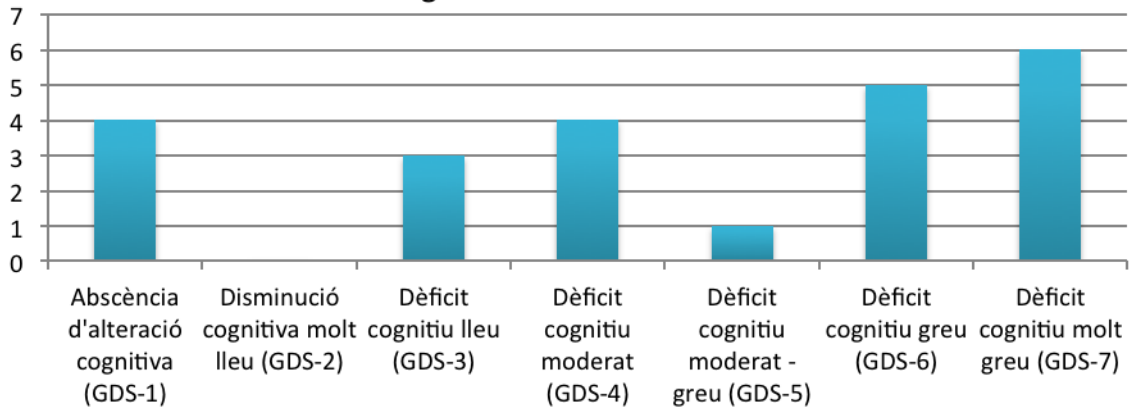 7
6
5
4
3
2
1
0
Abscència
d'alteració
cognitiva
(GDS-1)
Disminució
cognitiva molt
lleu (GDS-2)
Dèficit
cognitiu lleu
(GDS-3)
Dèficit
cognitiu
moderat
(GDS-4)
Dèficit
cognitiu
moderat -
greu (GDS-5)
Dèficit
cognitiu greu
(GDS-6)
Dèficit
cognitiu molt
greu (GDS-7)